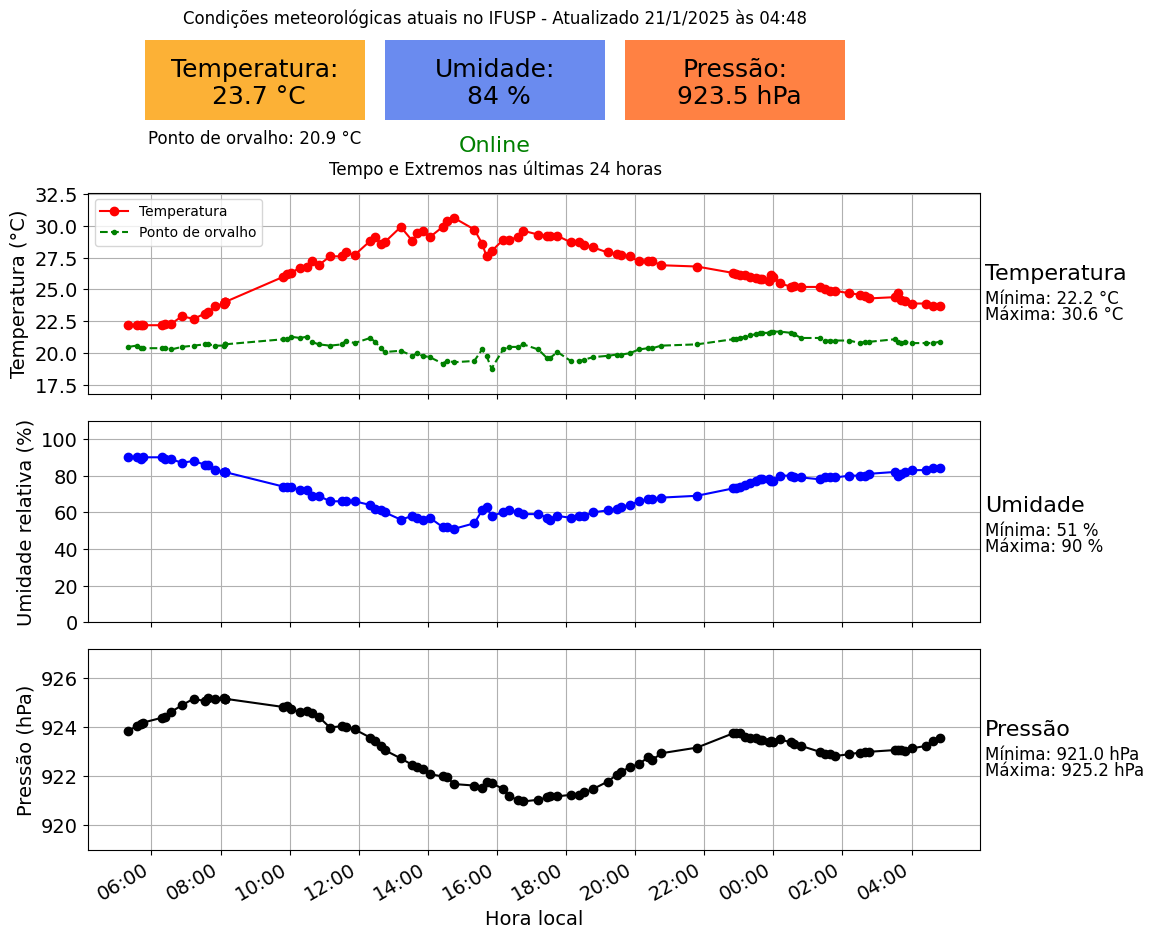 Condições meteorológicas atuais no IFUSP - Atualizado 21/1/2025 às 04:48
Temperatura:
23.7 °C
Umidade:
84 %
Pressão:
923.5 hPa
Ponto de orvalho: 20.9 °C
Online
Tempo e Extremos nas últimas 24 horas
Temperatura (°C)
32.5
30.0
27.5
25.0
22.5
20.0
17.5
Temperatura
Ponto de orvalho
Temperatura
Mínima: 22.2 °C
Máxima: 30.6 °C
Umidade relativa (%)
100
80
60
40
20
0
Umidade
Mínima: 51 %
Máxima: 90 %
Pressão (hPa)
926
924
922
920
Pressão
Mínima: 921.0 hPa
Máxima: 925.2 hPa
06:00 08:00 10:00 12:00 14:00 16:00 18:00 20:00 22:00 00:00 02:00 04:00
Hora local